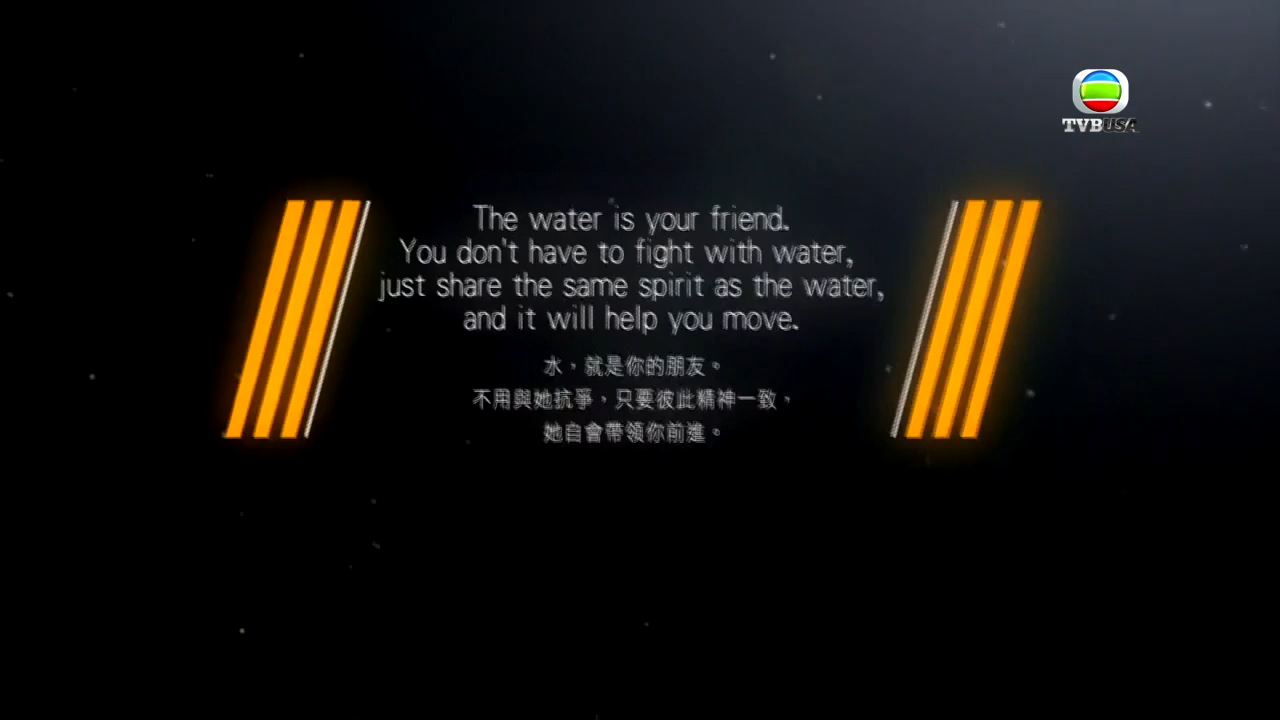 TVBUSA
The water is your friend.
You don't have to fight with water,
just share the same spirit as the water,
and it will help you move.
水，就是你的朋友。
不用與她抗爭，只要彼此精神一致，
她自會帶領你前進。